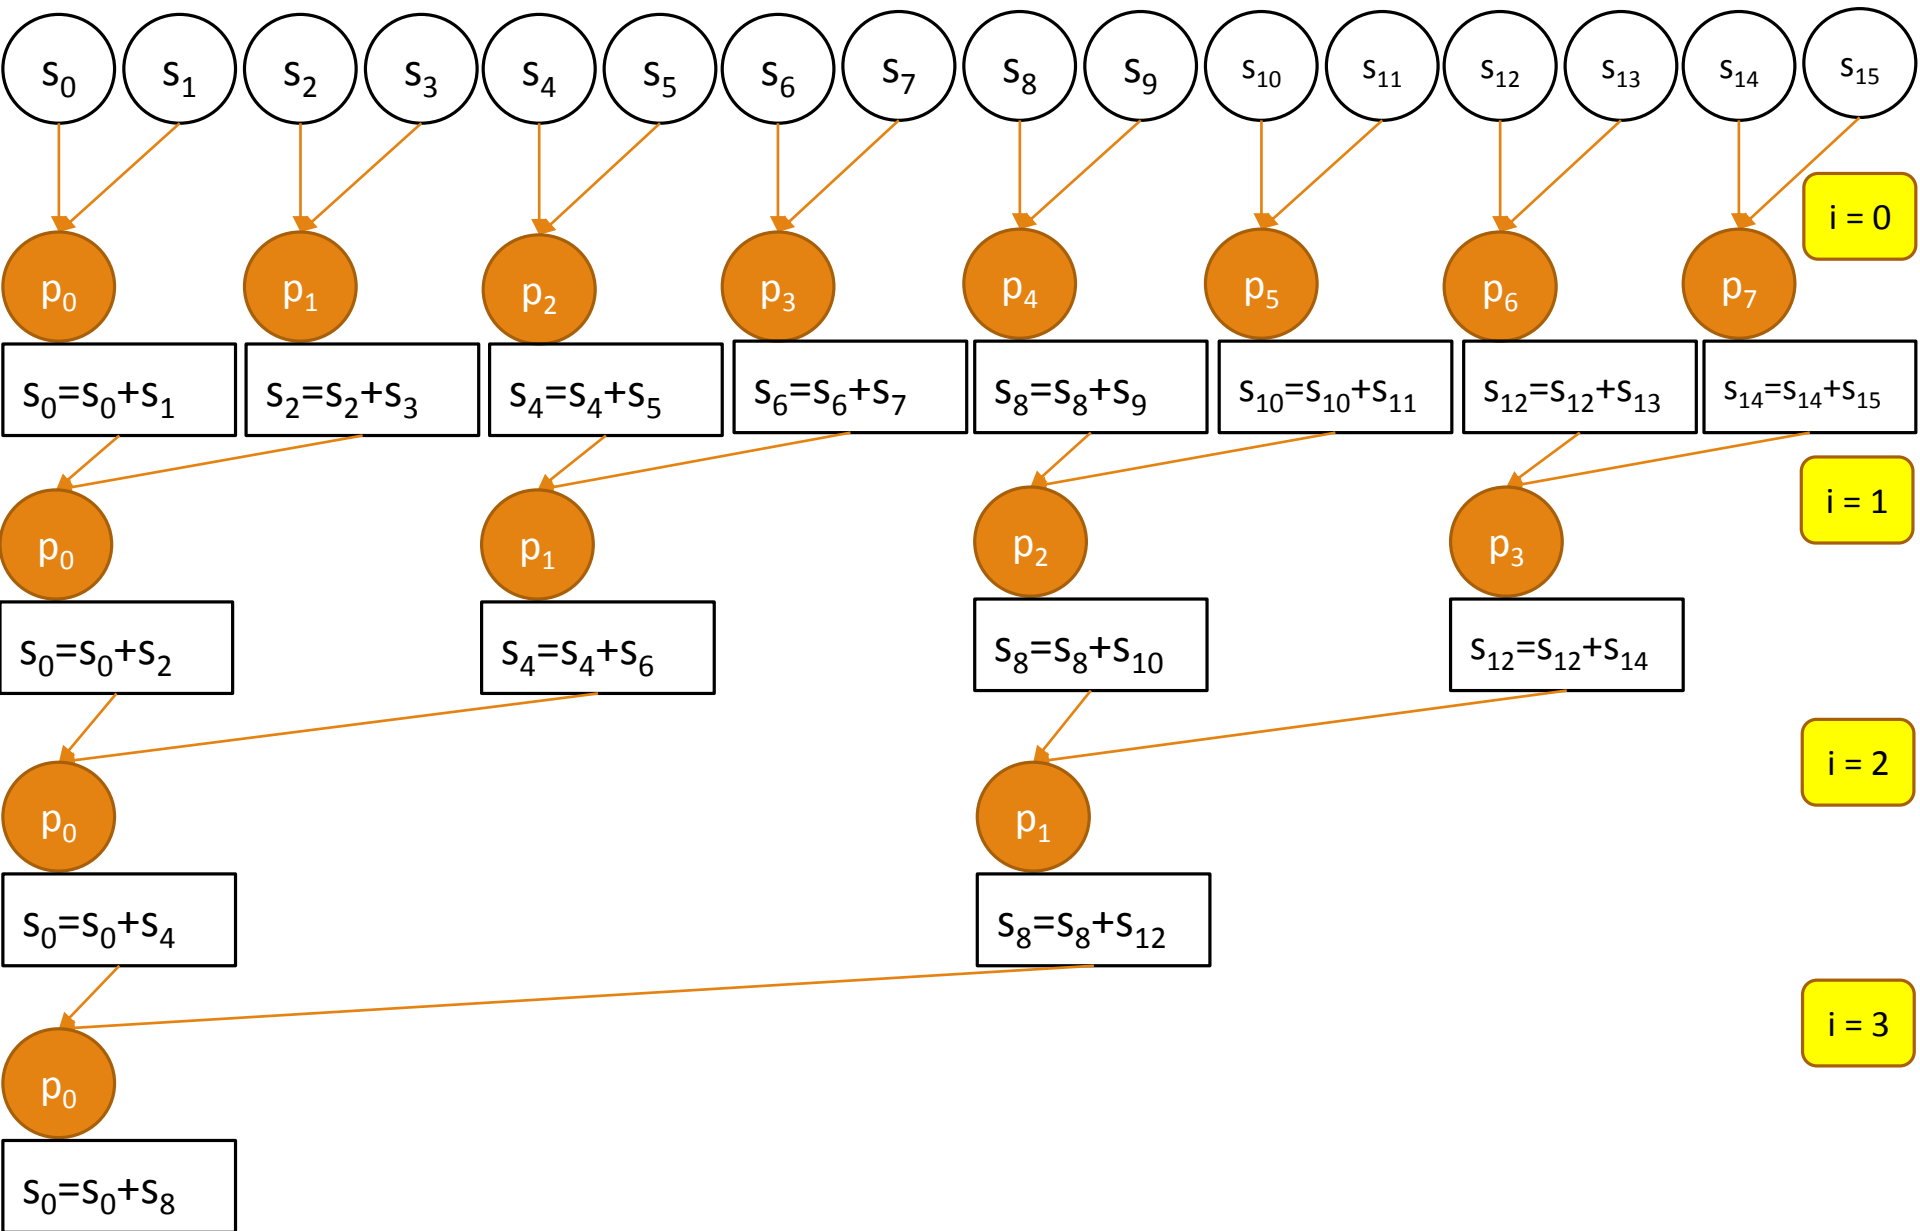 s0 s1 s2 s3 s4 s5 s6 s7 s8 s9 s10 s11 s12 s13 s14 s15
i = 0
p0 p1 p2 p3 p4 p5 p6 p7
s0=s0+s1 s2=s2+s3 s4=s4+s5 s6=s6+s7 s8=s8+s9 s10=s10+s11 s12=s12+s13 s14=s14+s15
i = 1
p0 p1 p2 p3
s0=s0+s2 s4=s4+s6 s8=s8+s10 s12=s12+s14
i = 2
p0 p1
s0=s0+s4 s8=s8+s12
i = 3
p0
s0=s0+s8